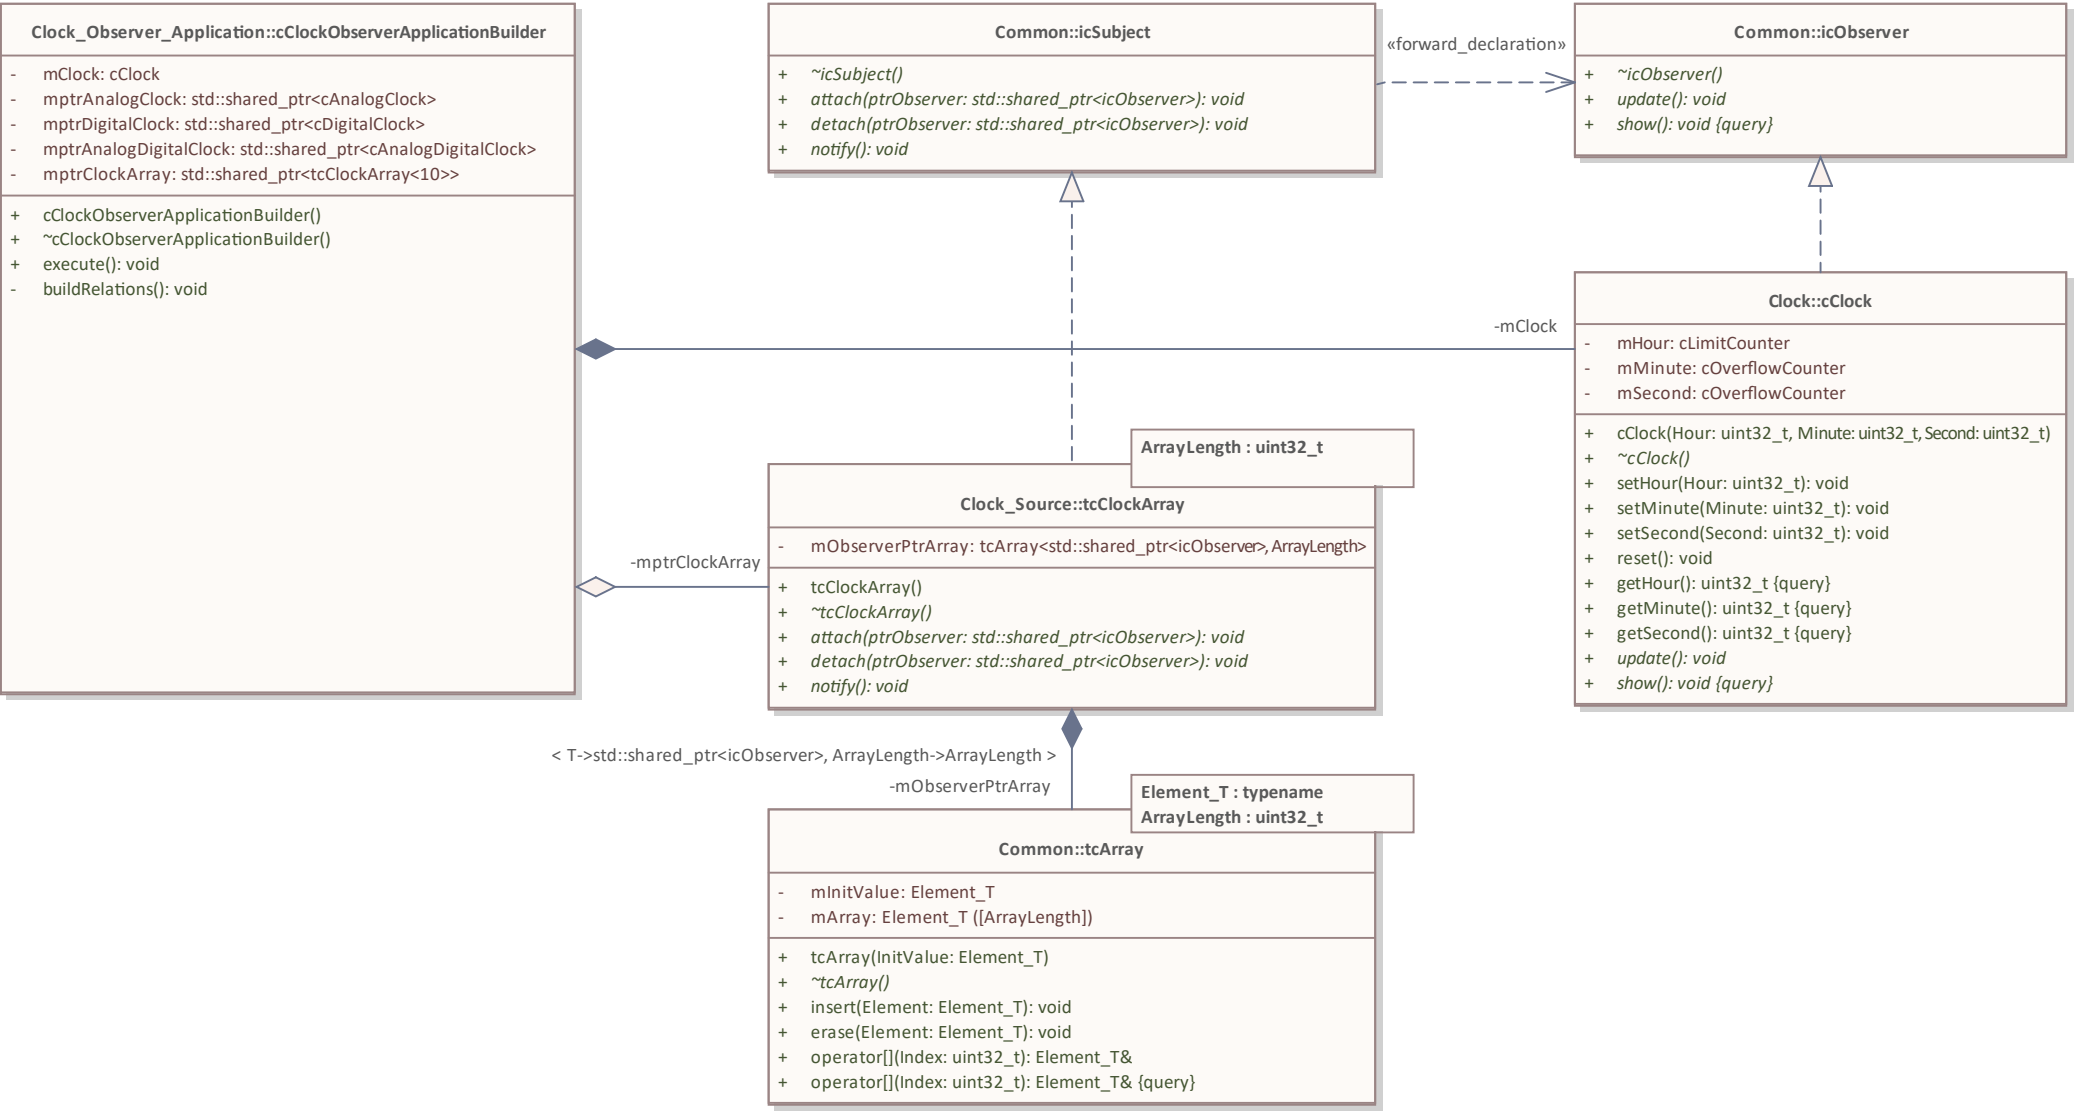 Clock_Observer_Application::cClockObserverApplicationBuilder
- mClock: cClock
- mptrAnalogClock: std::shared_ptr<cAnalogClock>
- mptrDigitalClock: std::shared_ptr<cDigitalClock>
- mptrAnalogDigitalClock: std::shared_ptr<cAnalogDigitalClock>
- mptrClockArray: std::shared_ptr<tcClockArray<10>>
+ cClockObserverApplicationBuilder()
+ ~cClockObserverApplicationBuilder()
+ execute(): void
- buildRelations(): void
Common::icSubject
+ ~icSubject()
+ attach(ptrObserver: std::shared_ptr<icObserver>): void
+ detach(ptrObserver: std::shared_ptr<icObserver>): void
+ notify(): void
«forward_declaration»
Common::icObserver
+ ~icObserver()
+ update(): void
+ show(): void {query}
-mClock
Clock::cClock
- mHour: cLimitCounter
- mMinute: cOverflowCounter
- mSecond: cOverflowCounter
+ cClock(Hour: uint32_t, Minute: uint32_t, Second: uint32_t)
+ ~cClock()
+ setHour(Hour: uint32_t): void
+ setMinute(Minute: uint32_t): void
+ setSecond(Second: uint32_t): void
+ reset(): void
+ getHour(): uint32_t {query}
+ getMinute(): uint32_t {query}
+ getSecond(): uint32_t {query}
+ update(): void
+ show(): void {query}
-mptrClockArray
ArrayLength : uint32_t
Clock_Source::tcClockArray
- mObserverPtrArray: tcArray<std::shared_ptr<icObserver>, ArrayLength>
+ tcClockArray()
+ ~tcClockArray()
+ attach(ptrObserver: std::shared_ptr<icObserver>): void
+ detach(ptrObserver: std::shared_ptr<icObserver>): void
+ notify(): void
< T->std::shared_ptr<icObserver>, ArrayLength->ArrayLength >
-mObserverPtrArray
Element_T : typename
ArrayLength : uint32_t
Common::tcArray
- mInitValue: Element_T
- mArray: Element_T ([ArrayLength])
+ tcArray(InitValue: Element_T)
+ ~tcArray()
+ insert(Element: Element_T): void
+ erase(Element: Element_T): void
+ operator[](Index: uint32_t): Element_T&
+ operator[](Index: uint32_t): Element_T& {query}